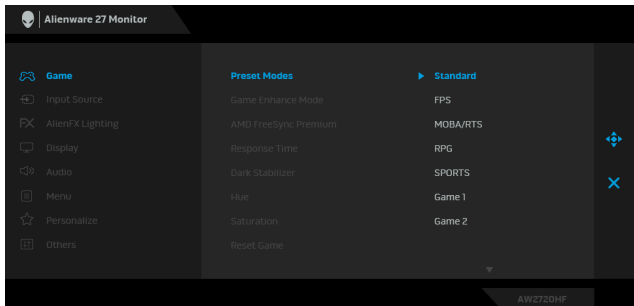 Alienware 27 Monitor
Game
Preset Modes
Standard
Input Source
Game Enhance Mode
FPS
FX AlienFX Lighting
AMD FreeSync Premium
MOBA/RTS
Display
Response Time
RPG
Audio
Dark Stabilizer
SPORTS
Menu
Hue
Game 1
Personalize
Saturation
Game 2
Others
Reset Game
AW2720HF